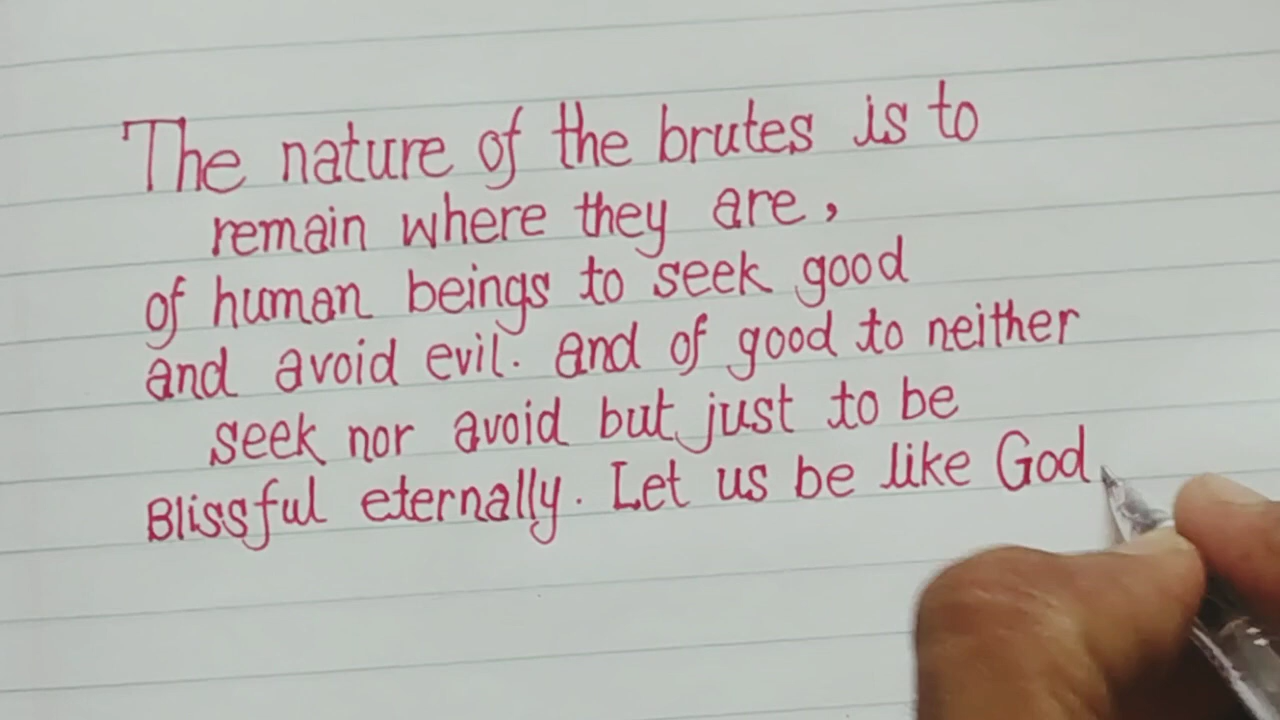 The nature of the brutes is to
remain where they are,
of human beings to seek good
and avoid evil. and of good to neither
seek nor avoid but just to be
Blissful eternally. Let us be like God